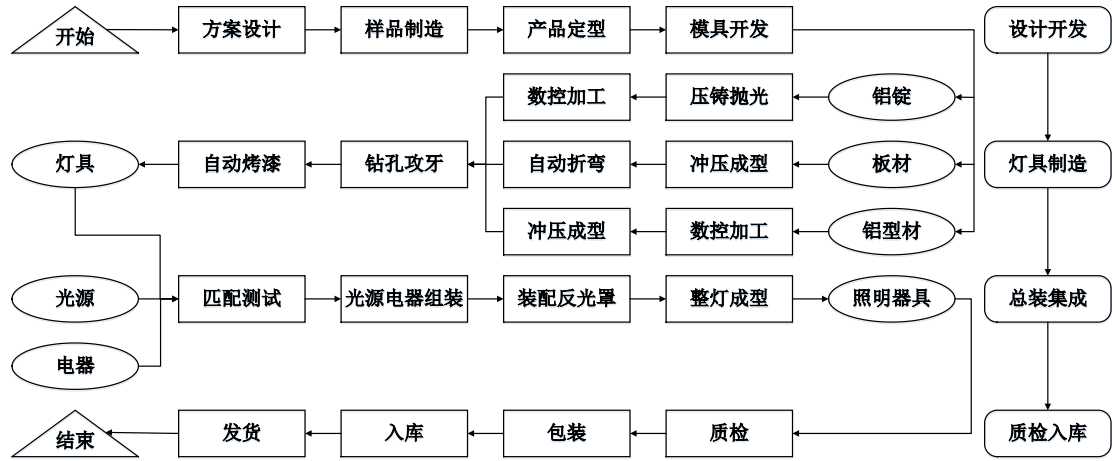 开始 方案设计 样品制造 产品定型 模具开发 设计开发
数控加工 压铸抛光 铝锭
灯具 自动烤漆 钻孔攻牙 自动折弯 冲压成型 板材 灯具制造
冲压成型 数控加工 铝型材
光源 匹配测试 光源电器组装 装配反光罩 整灯成型 照明器具 总装集成
电器
结束 发货 入库 包装 质检 质检入库